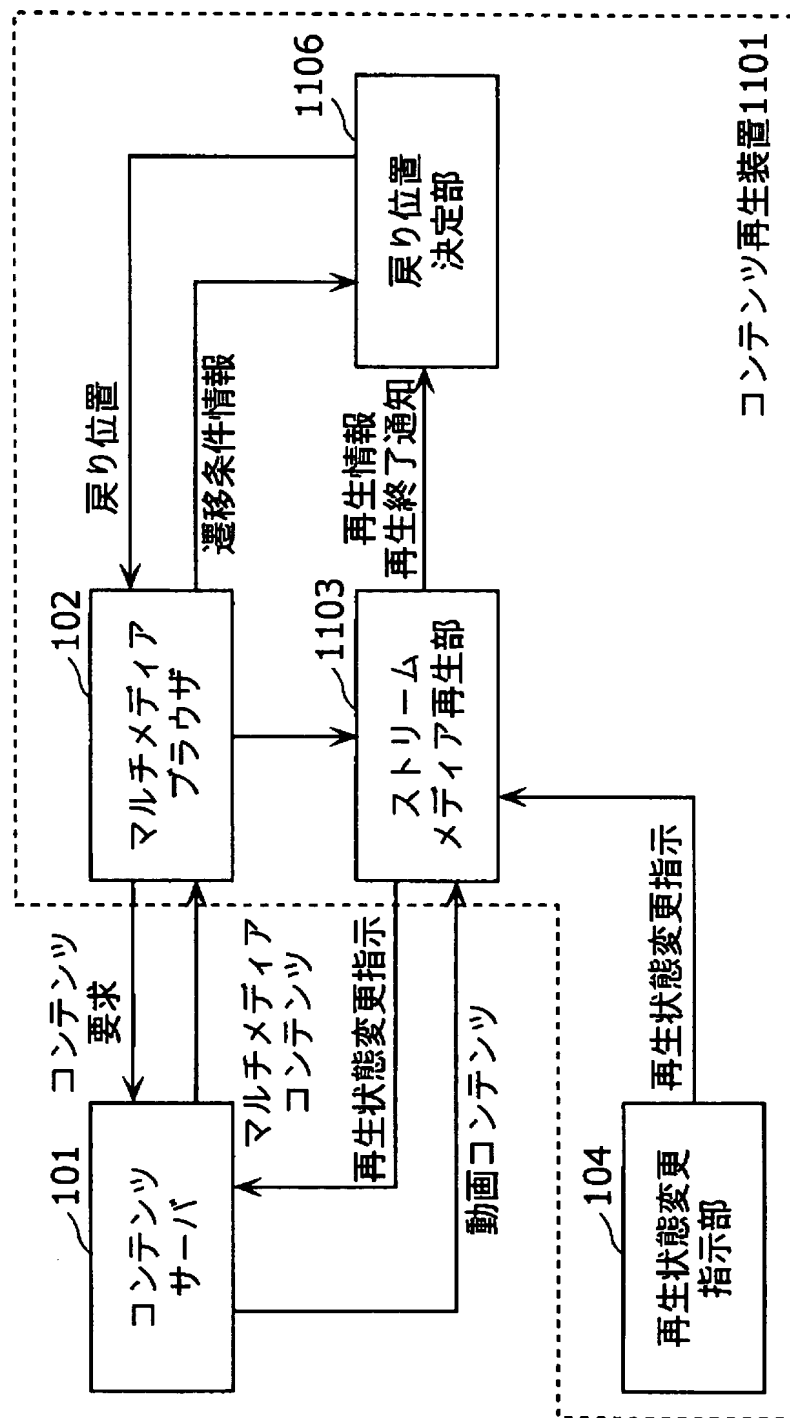 101
コンテンツ
サーバ
コンテンツ
要求
マルチメディア
コンテンツ
102
マルチメディア
ブラウザ
戻り位置
遷移条件情報
1106
戻り位置
決定部
再生状態変更指示
動画コンテンツ
1103
ストリーム
メディア再生部
再生情報
再生終了通知
104
再生状態変更
指示部
再生状態変更指示
コンテンツ再生装置1101